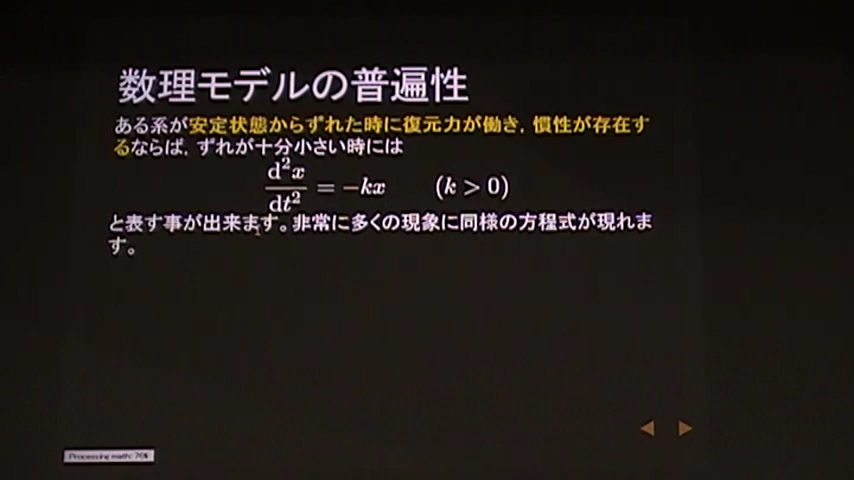 数理モデルの普遍性
ある系が安定状態からずれた時に復元力が働き，慣性が存在す
るならば，ずれが十分小さい時には
d²x/dt² = −kx (k > 0)
と表す事が出来ます。非常に多くの現象に同様の方程式が現れま
す。
Processing math: 76%